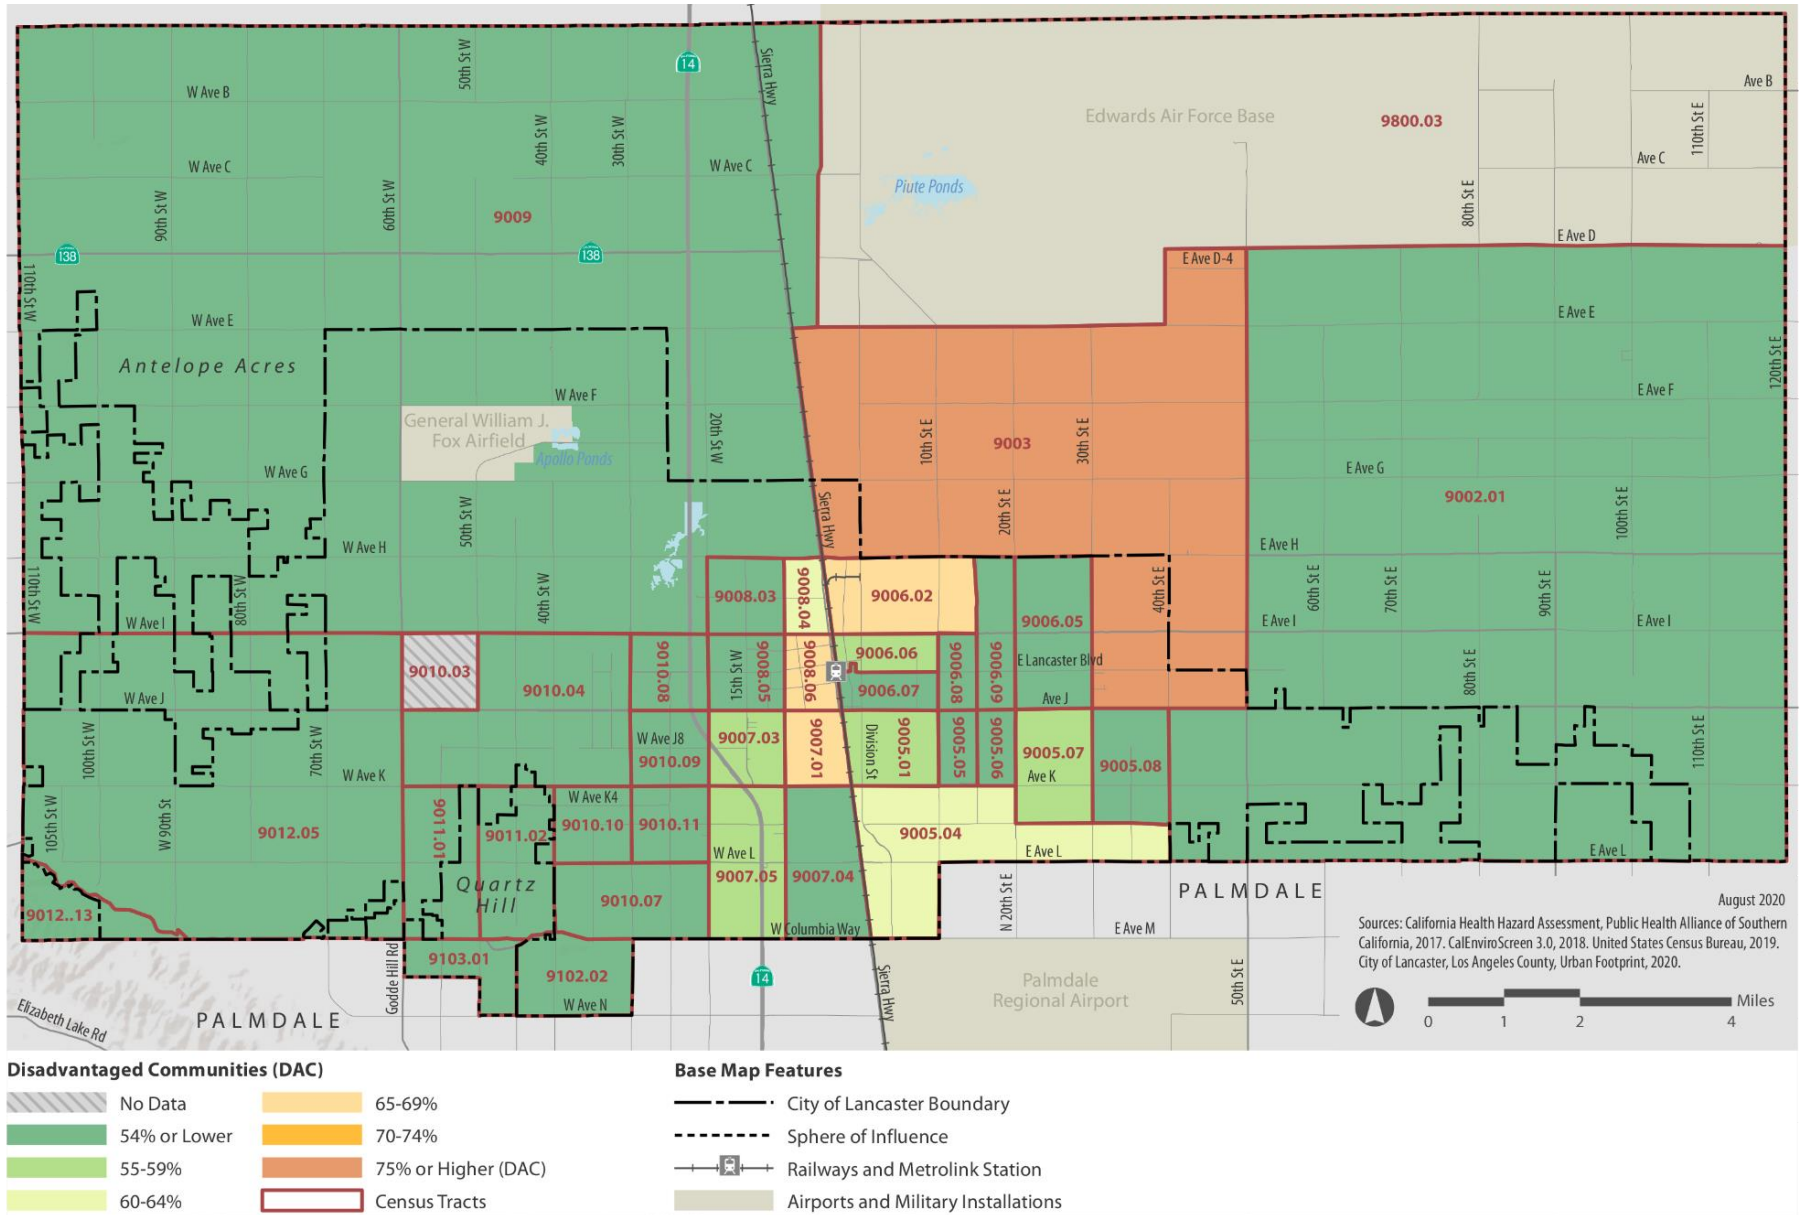 14
Sierra Hwy
50th St W
W Ave B
Ave B
Edwards Air Force Base
9800.03
110th St E
40th St W
30th St W
W Ave C
W Ave C
Ave C
Piute Ponds
90th St W
60th St W
9009
80th St E
E Ave D
138
138
E Ave D-4
110th St W
W Ave E
E Ave E
Antelope Acres
120th St E
W Ave F
E Ave F
General William J.
Fox Airfield
Apollo Ponds
20th St W
10th St E
9003
30th St E
W Ave G
E Ave G
9002.01
50th St W
Sierra Hwy
20th St E
100th St E
W Ave H
E Ave H
110th St W
80th St W
40th St W
9008.03
9008.04
9006.02
40th St E
60th St E
70th St E
90th St E
W Ave I
9006.05
E Ave I
E Ave I
9010.03
9010.04
9010.08
15th St W
9008.05
9008.06
9006.06
9006.07
9006.08
9006.09
E Lancaster Blvd
80th St E
W Ave J
Ave J
100th St W
70th St W
W Ave J8
9010.09
9007.03
9007.01
Division St
9005.01
9005.05
9005.06
9005.07
9005.08
110th St E
W Ave K
Ave K
105th St W
W 90th St
9012.05
9011.01
9011.02
W Ave K4
9010.10
9010.11
9005.04
W Ave L
E Ave L
E Ave L
Quartz
Hill
9007.05
9007.04
PALMDALE
9012..13
9010.07
N 20th St E
W Columbia Way
E Ave M
August 2020
Sources: California Health Hazard Assessment, Public Health Alliance of Southern
California, 2017. CalEnviroScreen 3.0, 2018. United States Census Bureau, 2019.
City of Lancaster, Los Angeles County, Urban Footprint, 2020.
Godde Hill Rd
9103.01
9102.02
W Ave N
14
Sierra Hwy
Palmdale
Regional Airport
50th St E
Miles
0 1 2 4
Elizabeth Lake Rd
PALMDALE
Disadvantaged Communities (DAC)
No Data
54% or Lower
55-59%
60-64%
65-69%
70-74%
75% or Higher (DAC)
Census Tracts
Base Map Features
City of Lancaster Boundary
Sphere of Influence
Railways and Metrolink Station
Airports and Military Installations